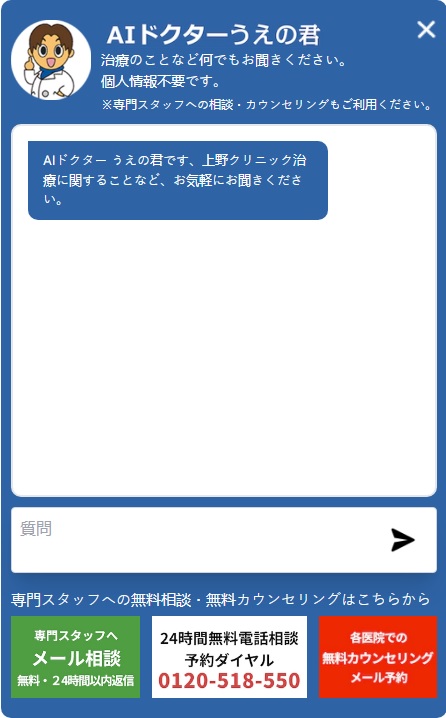 AIドクターうえの君
治療のことなど何でもお聞きください。
個人情報不要です。
※専門スタッフへの相談・カウンセリングもご利用ください。
AIドクター うえの君です、上野クリニック治
療に関することなど、お気軽にお聞きくださ
い。
質問
専門スタッフへの無料相談・無料カウンセリングはこちらから
専門スタッフへ
メール相談
無料・24時間以内返信
24時間無料電話相談
予約ダイヤル
0120-518-550
各医院での
無料カウンセリング
メール予約